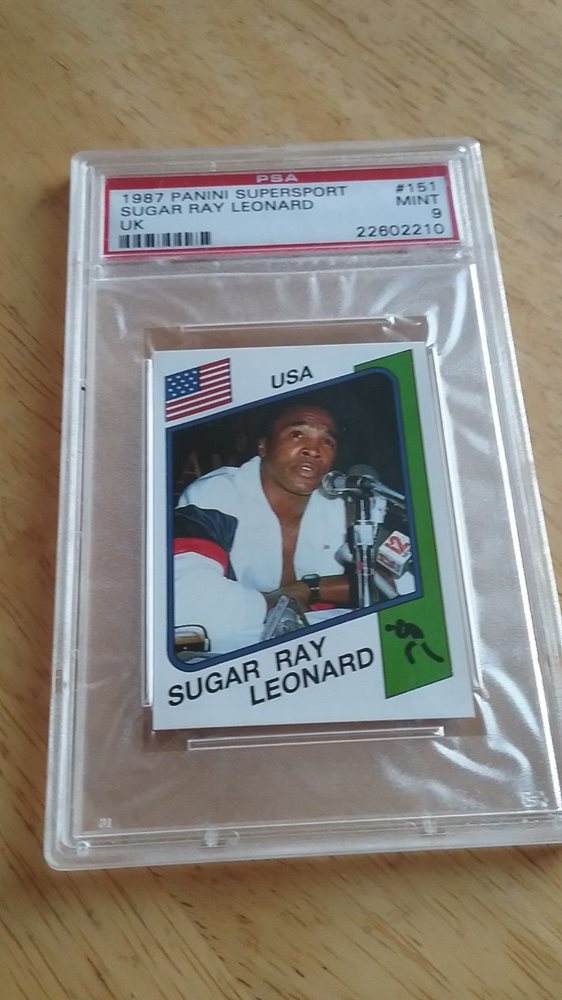 PSA
1987 PANINI SUPERSPORT #151
SUGAR RAY LEONARD MINT
UK 9
22602210
USA
SUGAR RAY
LEONARD